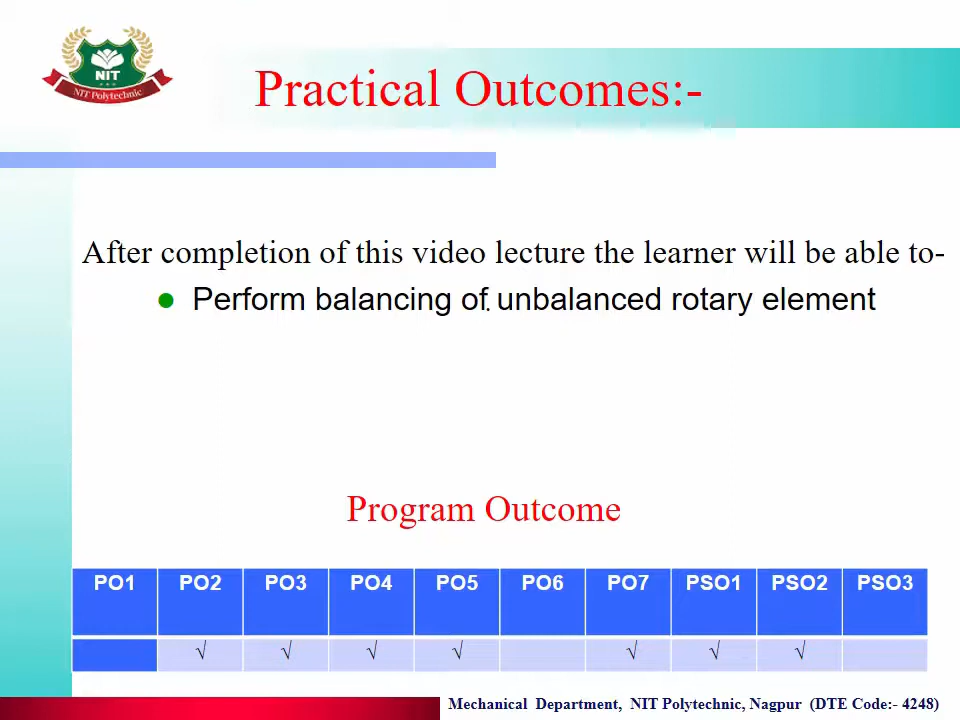 NIT
NIT Polytechnic
Practical Outcomes:-
After completion of this video lecture the learner will be able to-
● Perform balancing of unbalanced rotary element
Program Outcome
PO1 PO2 PO3 PO4 PO5 PO6 PO7 PSO1 PSO2 PSO3
√ √ √ √ √ √ √
Mechanical Department, NIT Polytechnic, Nagpur (DTE Code:- 4248)